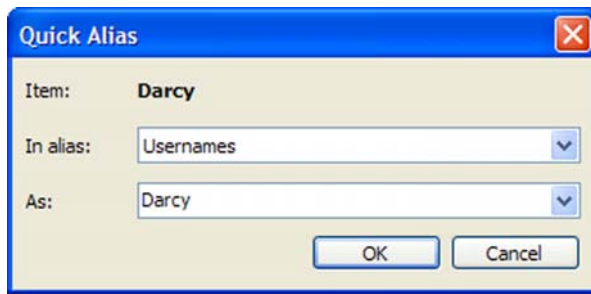 Quick Alias
Item: Darcy
In alias: Usernames
As: Darcy
OK Cancel